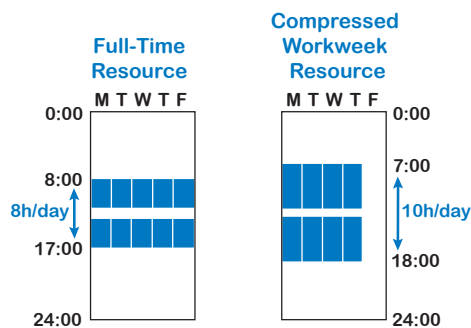 Full-Time
Resource
M T W T F
0:00
8:00
8h/day
17:00
24:00
Compressed
Workweek
Resource
M T W T F
0:00
7:00
10h/day
18:00
24:00